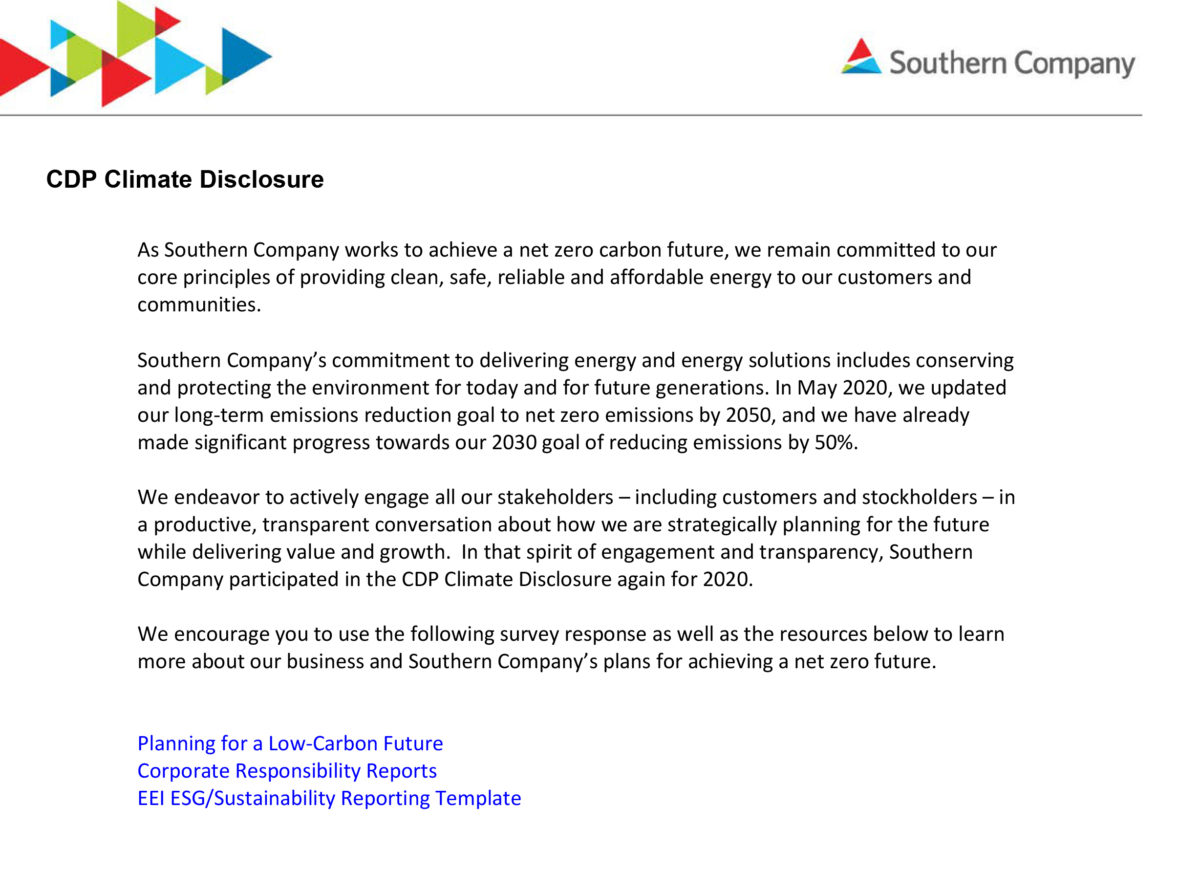 Southern Company
CDP Climate Disclosure
As Southern Company works to achieve a net zero carbon future, we remain committed to our
core principles of providing clean, safe, reliable and affordable energy to our customers and
communities.
Southern Company’s commitment to delivering energy and energy solutions includes conserving
and protecting the environment for today and for future generations. In May 2020, we updated
our long-term emissions reduction goal to net zero emissions by 2050, and we have already
made significant progress towards our 2030 goal of reducing emissions by 50%.
We endeavor to actively engage all our stakeholders – including customers and stockholders – in
a productive, transparent conversation about how we are strategically planning for the future
while delivering value and growth.  In that spirit of engagement and transparency, Southern
Company participated in the CDP Climate Disclosure again for 2020.
We encourage you to use the following survey response as well as the resources below to learn
more about our business and Southern Company’s plans for achieving a net zero future.
Planning for a Low-Carbon Future
Corporate Responsibility Reports
EEI ESG/Sustainability Reporting Template